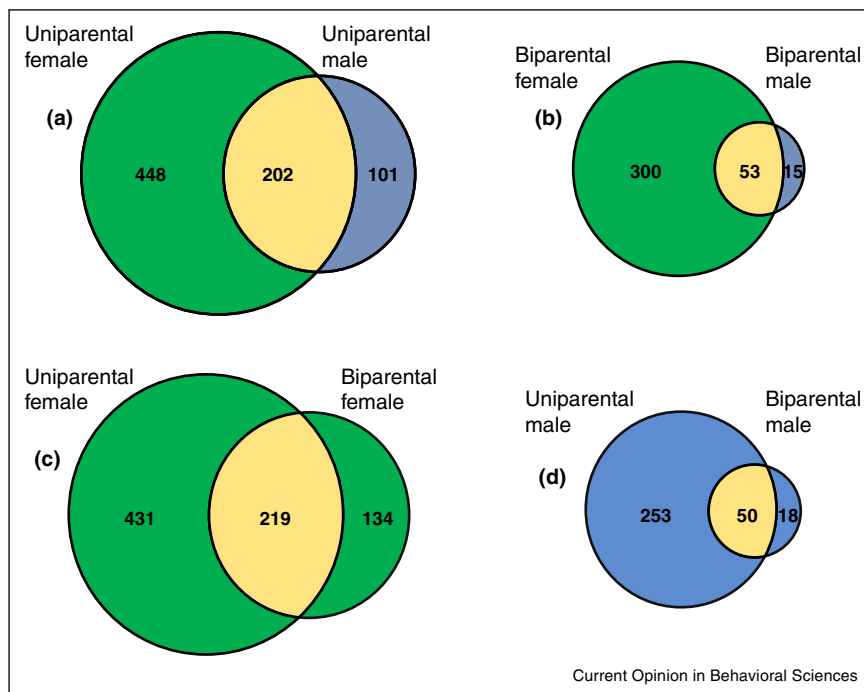 Uniparental
female
Uniparental
male
(a)
448
202
101
Biparental
female
Biparental
male
(b)
300
53
15
Uniparental
female
Biparental
female
(c)
431
219
134
Uniparental
male
Biparental
male
(d)
253
50
18
Current Opinion in Behavioral Sciences